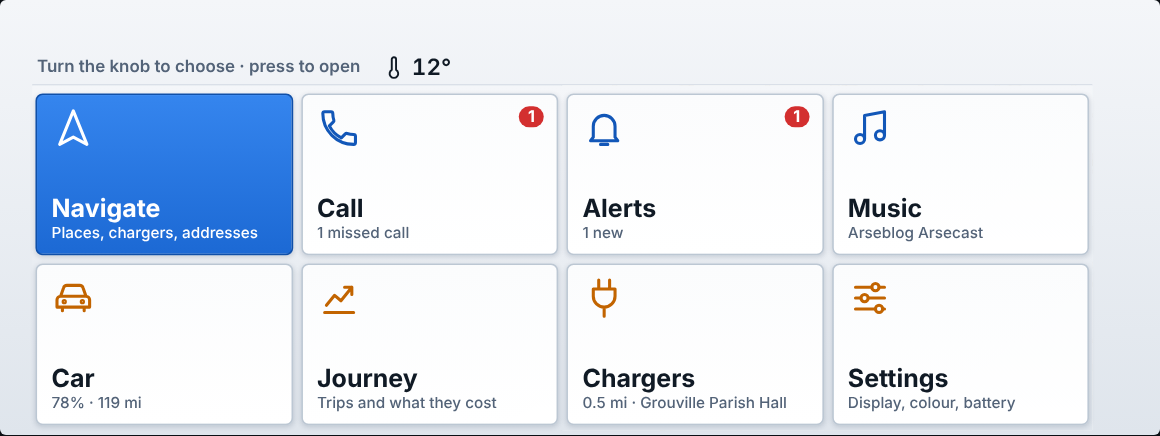 Turn the knob to choose · press to open 12°
Navigate
Places, chargers, addresses
1
Call
1 missed call
1
Alerts
1 new
Music
Arseblog Arsecast
Car
78% · 119 mi
Journey
Trips and what they cost
Chargers
0.5 mi · Grouville Parish Hall
Settings
Display, colour, battery